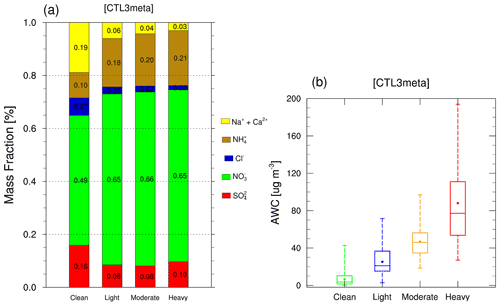 (a)
[CTL3meta]
Mass Fraction [%]
1.0
0.8
0.6
0.4
0.2
0.0
0.19
0.10
0.49
0.16
0.06
0.18
0.65
0.04
0.20
0.66
0.08
0.03
0.21
0.65
0.10
Clean Light Moderate Heavy
Na⁺ + Ca²⁺
NH₄⁺
Cl⁻
NO₃⁻
SO₄²⁻
(b)
[CTL3meta]
AWC [ug m⁻³]
200
160
120
80
40
0
Clean Light Moderate Heavy